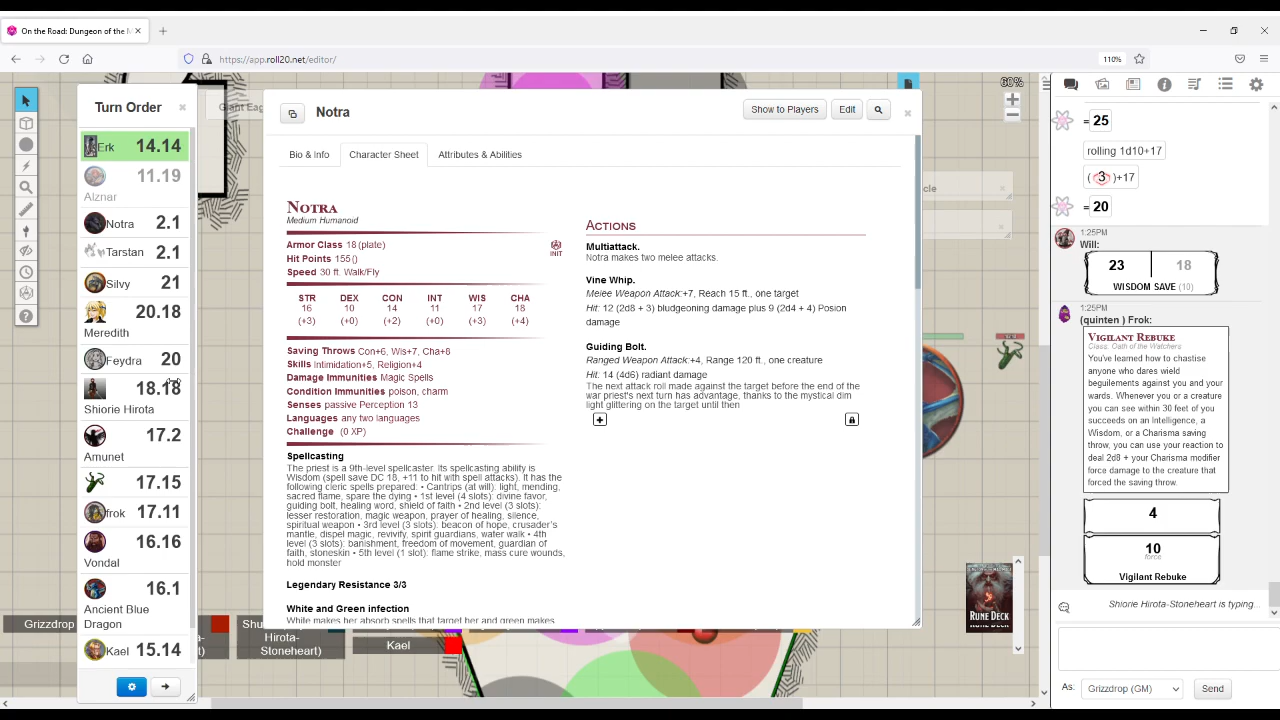 On the Road: Dungeon of the M
https://app.roll20.net/editor/
110%
60%
Turn Order
Erk 14.14
11.19
Alznar
Notra 2.1
Tarstan 2.1
Silvy 21
20.18
Meredith
Feydra 20
18.18
Shiorie Hirota
17.2
Amunet
17.15
frok 17.11
16.16
Vondal
16.1
Ancient Blue
Dragon
Kael 15.14
Giant Eag
Notra
Show to Players
Edit
Bio & Info
Character Sheet
Attributes & Abilities
Notra
Medium Humanoid
Armor Class 18 (plate)
Hit Points 155()
Speed 30 ft. Walk/Fly
INIT
STR DEX CON INT WIS CHA
16 10 14 11 17 18
(+3) (+0) (+2) (+0) (+3) (+4)
Saving Throws Con+6, Wis+7, Cha+6
Skills Intimidation+5, Religion+4
Damage Immunities Magic Spells
Condition Immunities poison, charm
Senses passive Perception 13
Languages any two languages
Challenge (0 XP)
Spellcasting
The priest is a 9th-level spellcaster. Its spellcasting ability is
Wisdom (spell save DC 18, +11 to hit with spell attacks). It has the
following cleric spells prepared: • Cantrips (at will): light, mending,
sacred flame, spare the dying • 1st level (4 slots): divine favor,
guiding bolt, healing word, shield of faith • 2nd level (3 slots):
lesser restoration, magic weapon, prayer of healing, silence,
spiritual weapon • 3rd level (3 slots): beacon of hope, crusader's
mantle, dispel magic, revivify, spirit guardians, water walk • 4th
level (3 slots): banishment, freedom of movement, guardian of
faith, stoneskin • 5th level (1 slot): flame strike, mass cure wounds,
hold monster
Legendary Resistance 3/3
White and Green infection
While makes her absorb spells that target her and green makes
Actions
Multiattack.
Notra makes two melee attacks.
Vine Whip.
Melee Weapon Attack:+7, Reach 15 ft., one target
Hit: 12 (2d8 + 3) bludgeoning damage plus 9 (2d4 + 4) Posion
damage
Guiding Bolt.
Ranged Weapon Attack:+4, Range 120 ft., one creature
Hit: 14 (4d6) radiant damage
The next attack roll made against the target before the end of the
war priest's next turn has advantage, thanks to the mystical dim
light glittering on the target until then
cle
Grizzdrop
Shu
Hirota-
Stoneheart)
Kael
RUNE DECK
=25
rolling 1d10+17
(3)+17
=20
1:25PM
Will:
23 18
WISDOM SAVE (10)
1:25PM
(quinten ) Frok:
Vigilant Rebuke
Class: Oath of the Watchers
You've learned how to chastise
anyone who dares wield
beguilements against you and your
wards. Whenever you or a creature
you can see within 30 feet of you
succeeds on an Intelligence, a
Wisdom, or a Charisma saving
throw, you can use your reaction to
deal 2d8 + your Charisma modifier
force damage to the creature that
forced the saving throw.
4
10
force
Vigilant Rebuke
Shiorie Hirota-Stoneheart is typing...
As:
Grizzdrop (GM)
Send